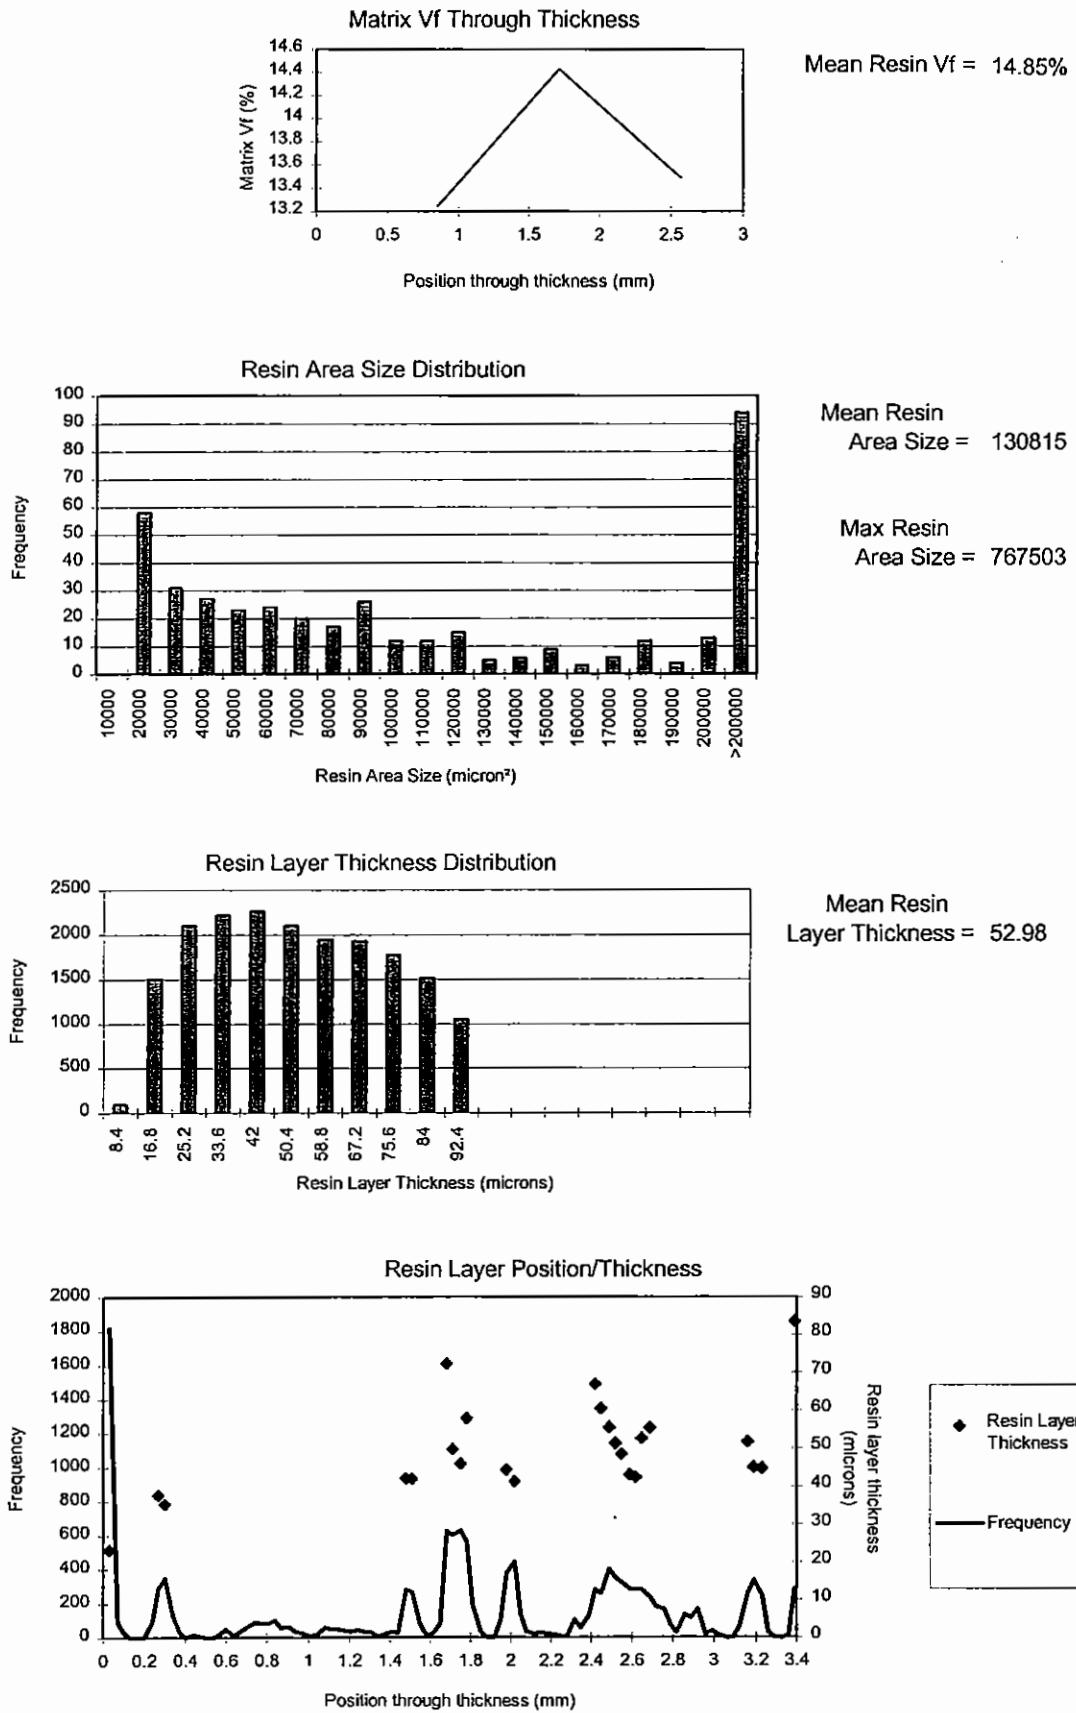 Matrix Vf Through Thickness
Mean Resin Vf = 14.85%
Matrix Vf (%)
14.6
14.4
14.2
14
13.8
13.6
13.4
13.2
0 0.5 1 1.5 2 2.5 3
Position through thickness (mm)
Resin Area Size Distribution
Frequency
100
90
80
70
60
50
40
30
20
10
0
10000 20000 30000 40000 50000 60000 70000 80000 90000 100000 110000 120000 130000 140000 150000 160000 170000 180000 190000 200000 >200000
Resin Area Size (micron²)
Mean Resin
Area Size = 130815
Max Resin
Area Size = 767503
Resin Layer Thickness Distribution
Frequency
2500
2000
1500
1000
500
0
8.4 16.8 25.2 33.6 42 50.4 58.8 67.2 75.6 84 92.4
Resin Layer Thickness (microns)
Mean Resin
Layer Thickness = 52.98
Resin Layer Position/Thickness
Frequency
2000
1800
1600
1400
1200
1000
800
600
400
200
0
90
80
70
60
50
40
30
20
10
0
Resin layer thickness
(microns)
0 0.2 0.4 0.6 0.8 1 1.2 1.4 1.6 1.8 2 2.2 2.4 2.6 2.8 3 3.2 3.4
Position through thickness (mm)
Resin Layer
Thickness
Frequency